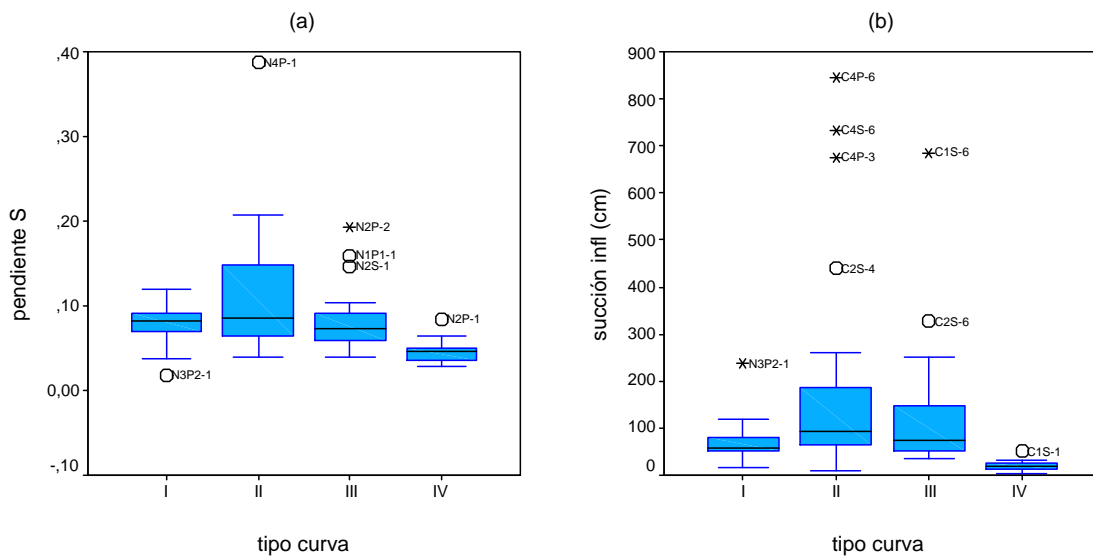 (a)
,40
,30
,20
,10
0,00
-,10
pendiente S
N4P-1
N2P-2
N1P1-1
N2S-1
N2P-1
N3P2-1
I II III IV
tipo curva
(b)
900
800
700
600
500
400
300
200
100
0
succión infl (cm)
C4P-6
C4S-6
C4P-3
C1S-6
C2S-4
C2S-6
N3P2-1
C1S-1
I II III IV
tipo curva